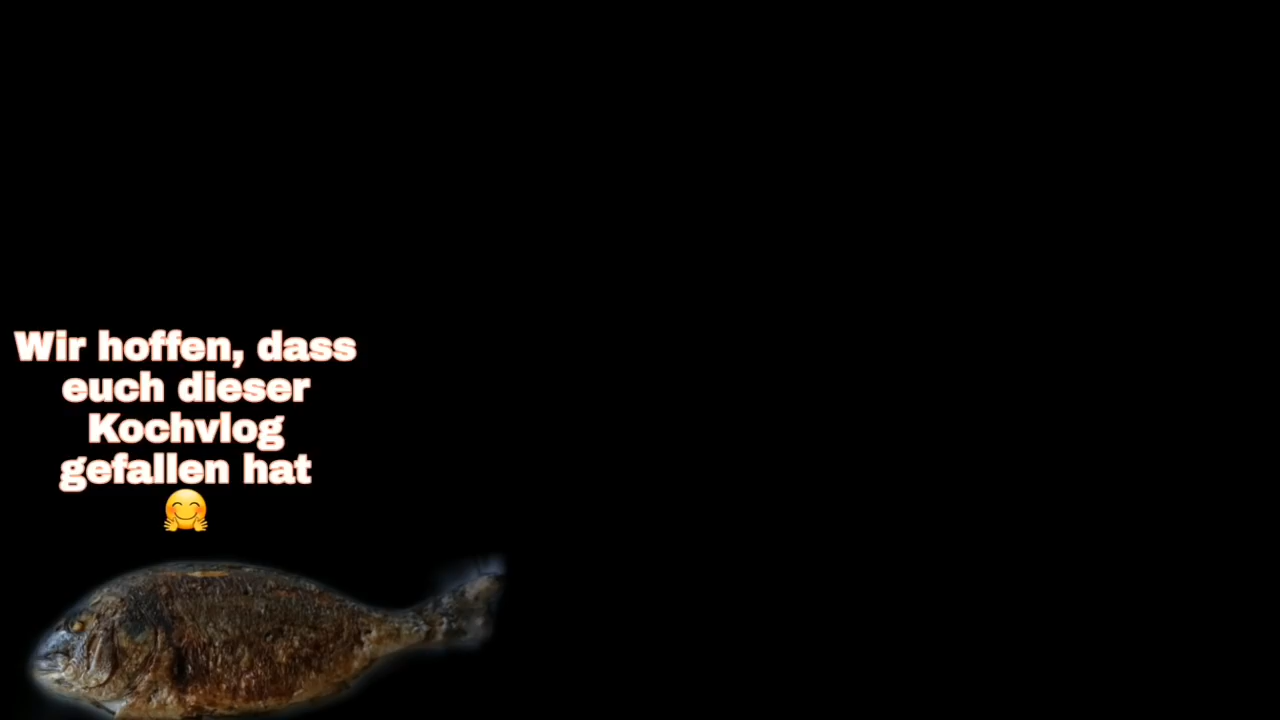 Wir hoffen, dass
euch dieser
Kochvlog
gefallen hat
🤗